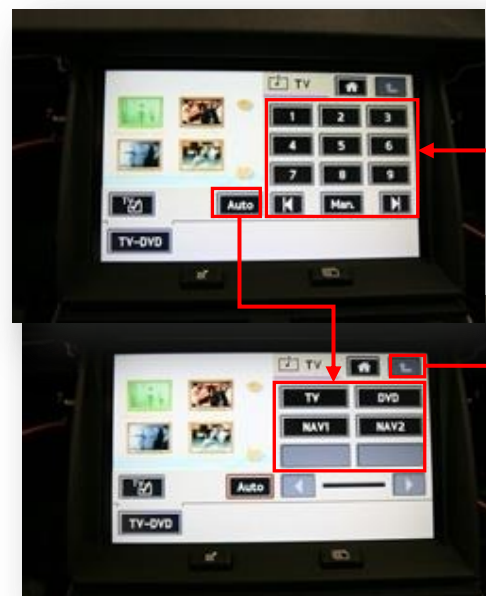 TV
1 2 3
4 5 6
7 8 9
Auto Man.
TV-DVD
TV
TV DVD
NAV1 NAV2
Auto
TV-DVD